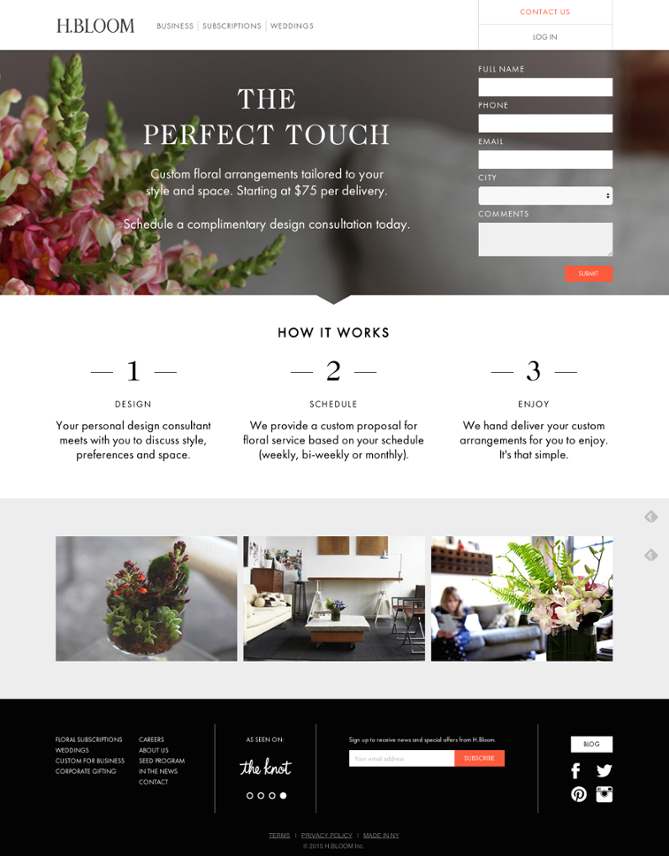 H.BLOOM
BUSINESS
SUBSCRIPTIONS
WEDDINGS
CONTACT US
LOG IN
THE
PERFECT TOUCH
Custom floral arrangements tailored to your
style and space. Starting at $75 per delivery.
Schedule a complimentary design consultation today.
FULL NAME
PHONE
EMAIL
CITY
COMMENTS
SUBMIT
HOW IT WORKS
1
DESIGN
Your personal design consultant
meets with you to discuss style,
preferences and space.
2
SCHEDULE
We provide a custom proposal for
floral service based on your schedule
(weekly, bi-weekly or monthly).
3
ENJOY
We hand deliver your custom
arrangements for you to enjoy.
It's that simple.
FLORAL SUBSCRIPTIONS
WEDDINGS
CUSTOM FOR BUSINESS
CORPORATE GIFTING
CAREERS
ABOUT US
SEED PROGRAM
IN THE NEWS
CONTACT
AS SEEN ON:
the knot
Sign up to receive news and special offers from H.Bloom.
Your email address
SUBSCRIBE
BLOG
TERMS | PRIVACY POLICY | MADE IN NY
© 2015 H.BLOOM Inc.